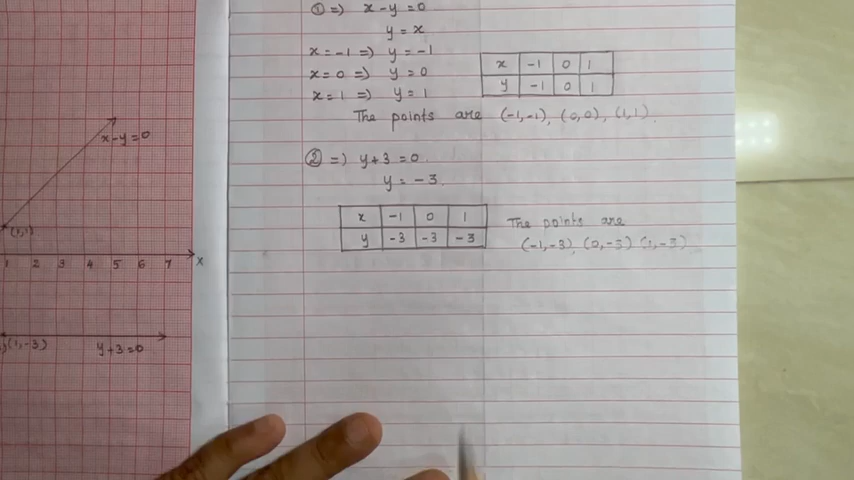 ① => x-y=0
y=x
x=-1 => y=-1
x=0 => y=0
x=1 => y=1
x -1 0 1
y -1 0 1
The points are (-1,-1), (0,0), (1,1).
② => y+3=0.
y=-3.
x -1 0 1
y -3 -3 -3
The points are
(-1,-3), (0,-3) (1,-3)
x-y=0
(1,1)
1 2 3 4 5 6 7 x
(1,-3)
y+3=0